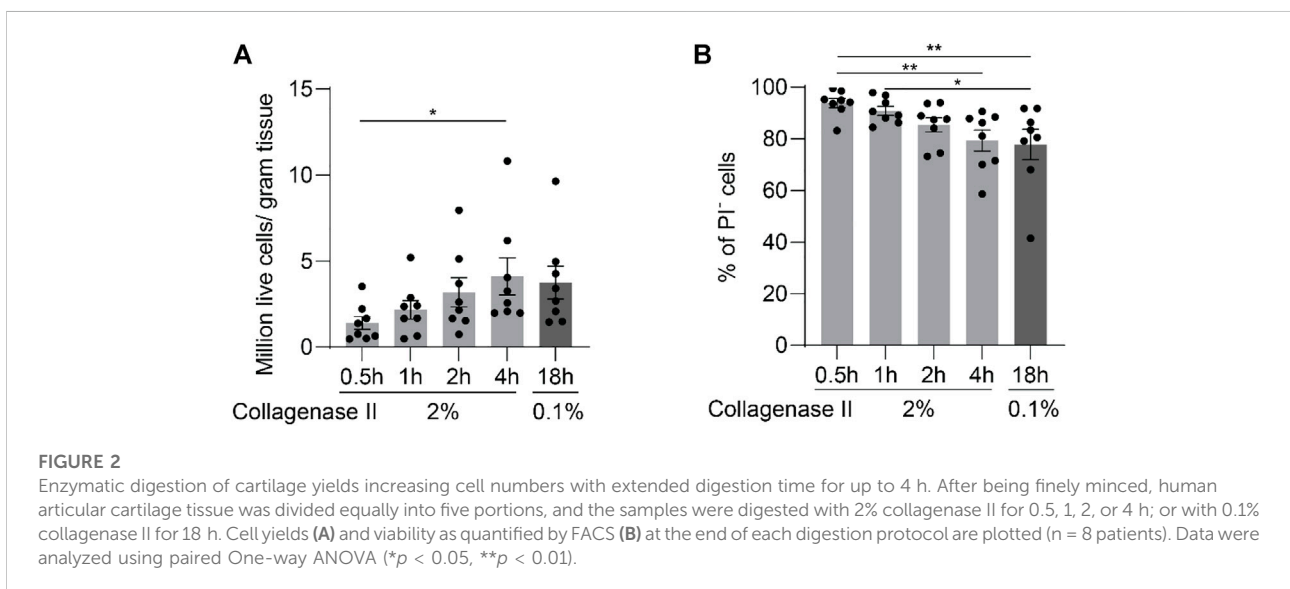 A
B
15
10
5
0
Million live cells/ gram tissue
*
0.5h 1h 2h 4h 18h
Collagenase II 2% 0.1%
100
80
60
40
20
0
% of PI⁻ cells
**
**
*
0.5h 1h 2h 4h 18h
Collagenase II 2% 0.1%
FIGURE 2
Enzymatic digestion of cartilage yields increasing cell numbers with extended digestion time for up to 4 h. After being finely minced, human
articular cartilage tissue was divided equally into five portions, and the samples were digested with 2% collagenase II for 0.5, 1, 2, or 4 h; or with 0.1%
collagenase II for 18 h. Cell yields (A) and viability as quantified by FACS (B) at the end of each digestion protocol are plotted (n = 8 patients). Data were
analyzed using paired One-way ANOVA (*p < 0.05, **p < 0.01).